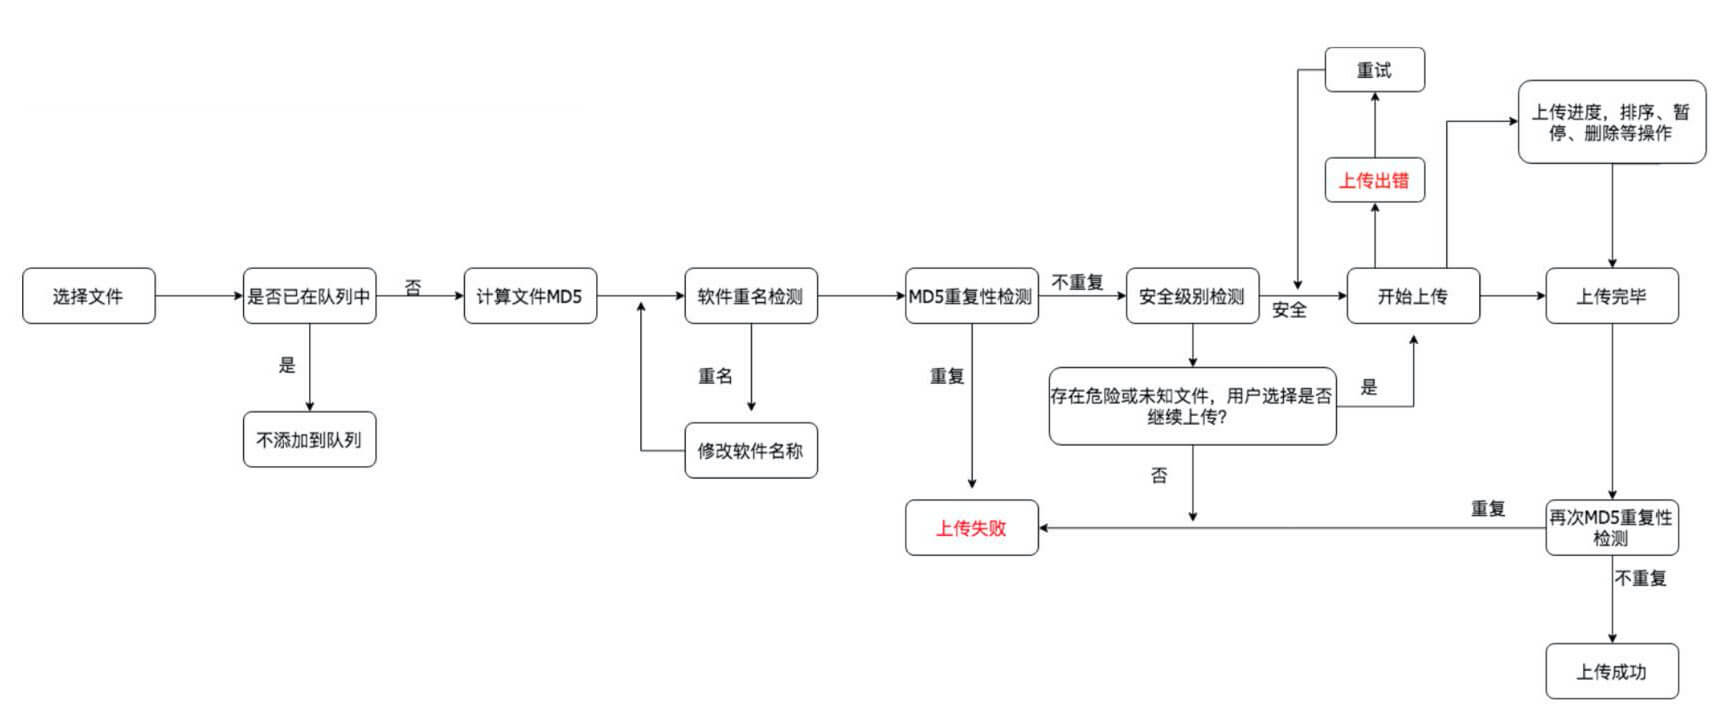 重试
上传进度，排序、暂
停、删除等操作
上传出错
选择文件
是否已在队列中
否
计算文件MD5
软件重名检测
MD5重复性检测
不重复
安全级别检测
安全
开始上传
上传完毕
是
重名
重复
存在危险或未知文件，用户选择是否
继续上传？
是
不添加到队列
修改软件名称
否
上传失败
重复
再次MD5重复性
检测
不重复
上传成功